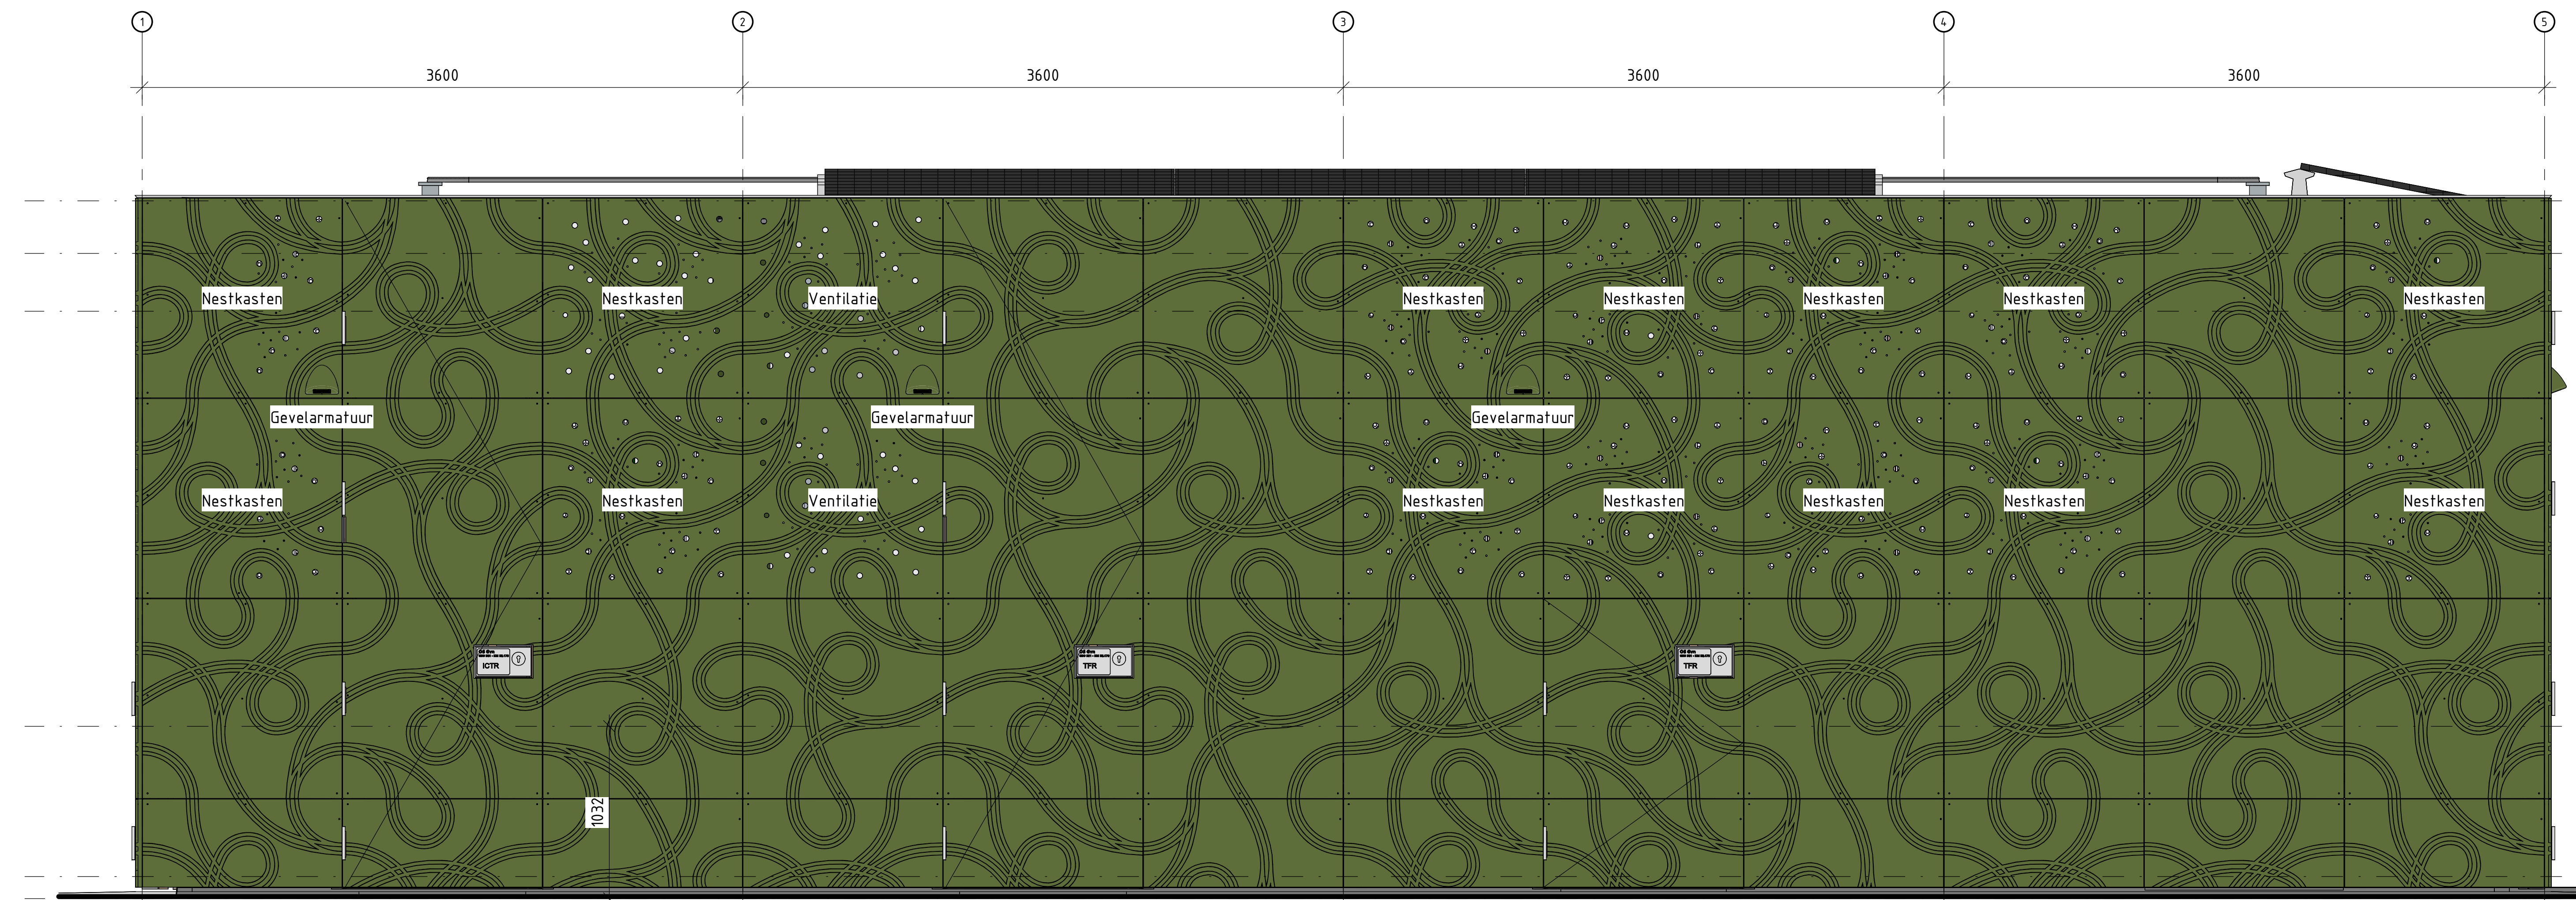 1 2 3 4 5
3600 3600 3600 3600
Nestkasten Nestkasten Ventilatie Nestkasten Nestkasten Nestkasten Nestkasten Nestkasten
Gevelarmatuur Gevelarmatuur Gevelarmatuur
Nestkasten Nestkasten Ventilatie Nestkasten Nestkasten Nestkasten Nestkasten Nestkasten
ICTR TFR TFR
1032